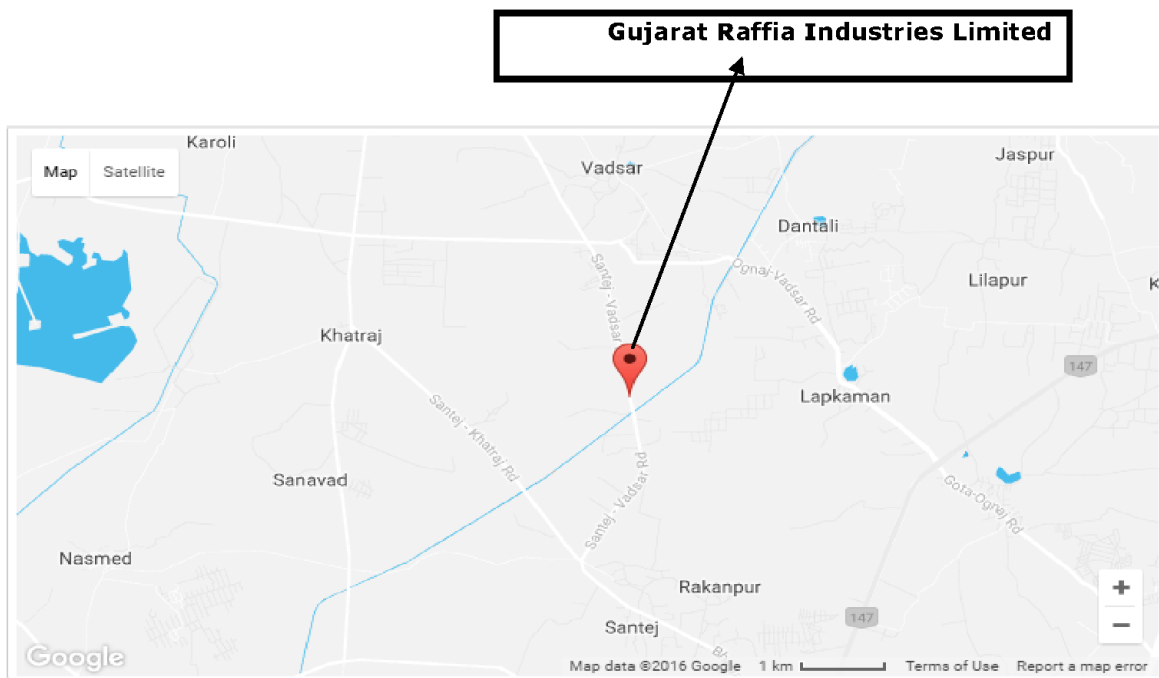 Gujarat Raffia Industries Limited
Karoli
Map Satellite
Vadsar
Jaspur
Dantali
Santej - Vadsar
Ognaj-Vadsar Rd
Lilapur
K
Khatraj
147
Lapkaman
Santej - Khatraj Rd
Santej - Vadsar Rd
Sanavad
Gota-Ognaj Rd
Nasmed
Rakanpur
+
147
−
Santej
Google
Map data ©2016 Google 1 km Terms of Use Report a map error